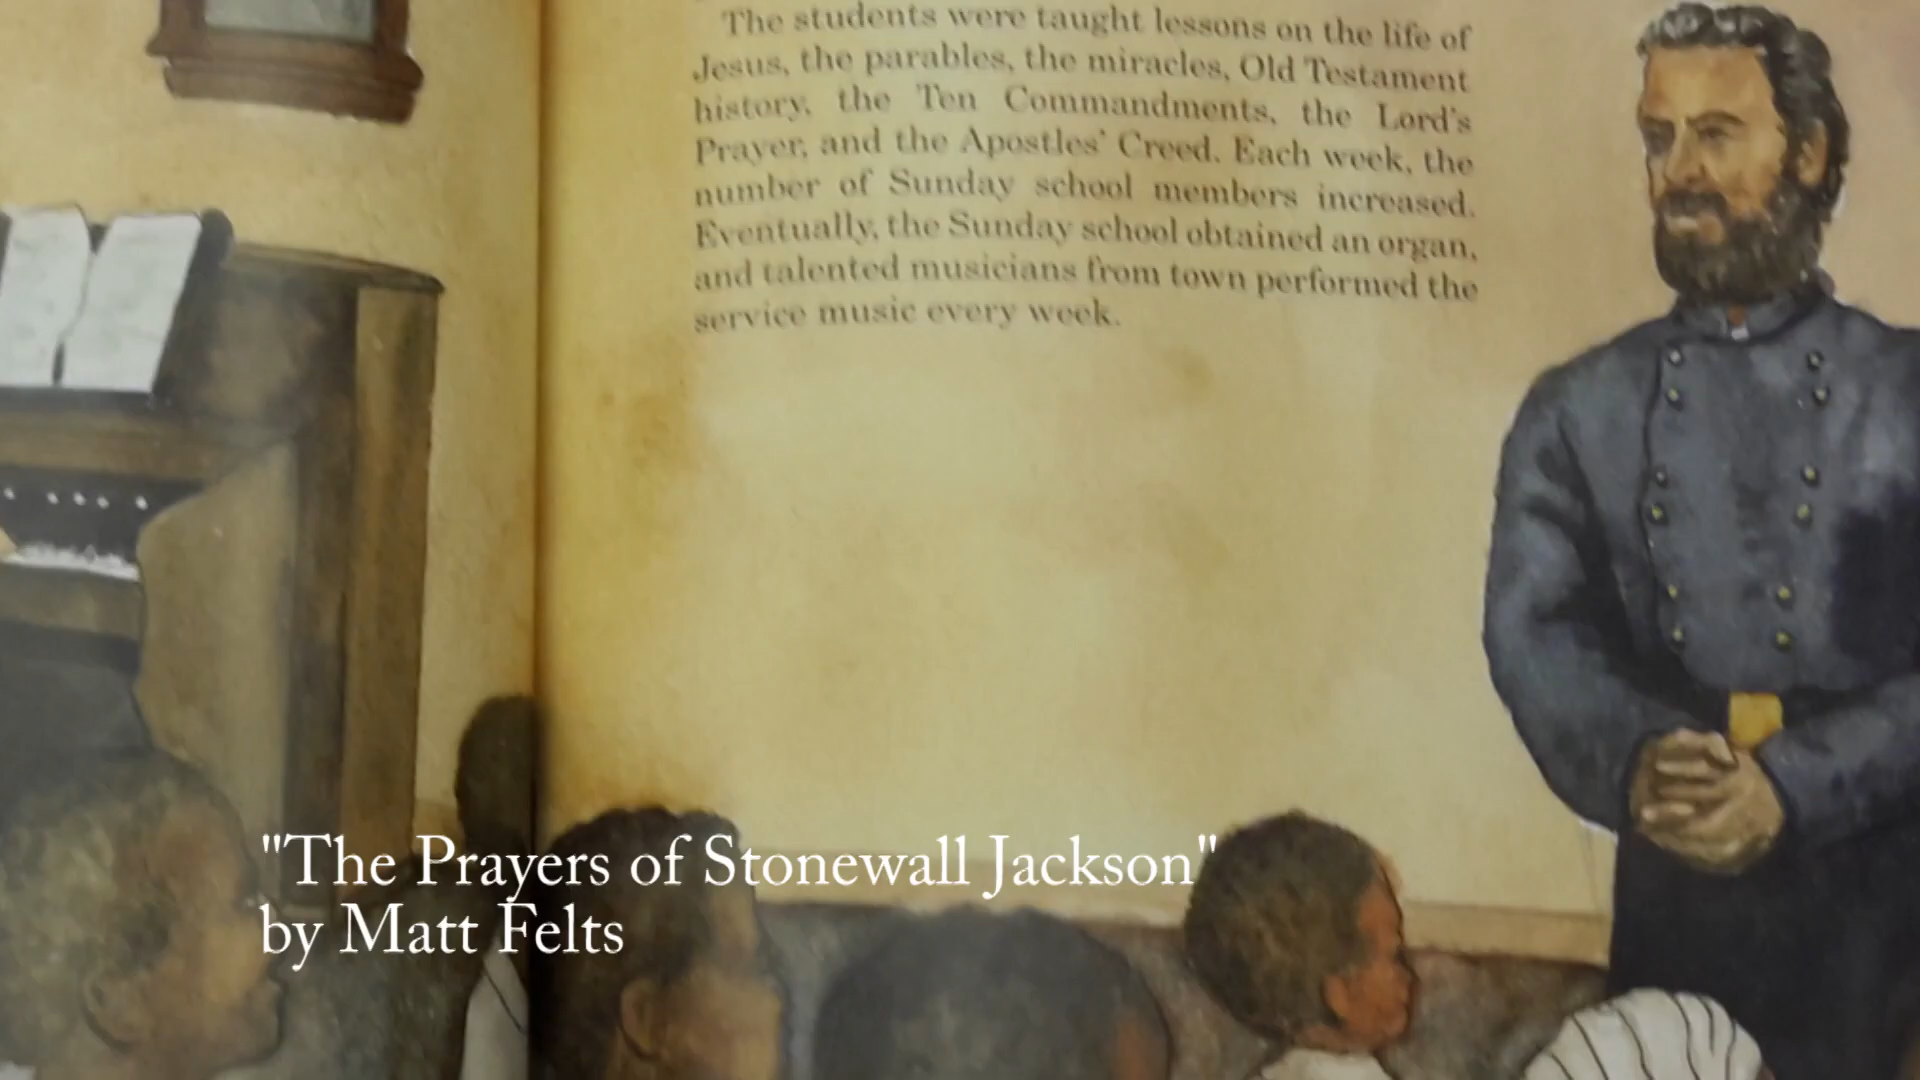 The students were taught lessons on the life of
Jesus, the parables, the miracles, Old Testament
history, the Ten Commandments, the Lord's
Prayer, and the Apostles' Creed. Each week, the
number of Sunday school members increased.
Eventually, the Sunday school obtained an organ,
and talented musicians from town performed the
service music every week.
"The Prayers of Stonewall Jackson"
by Matt Felts